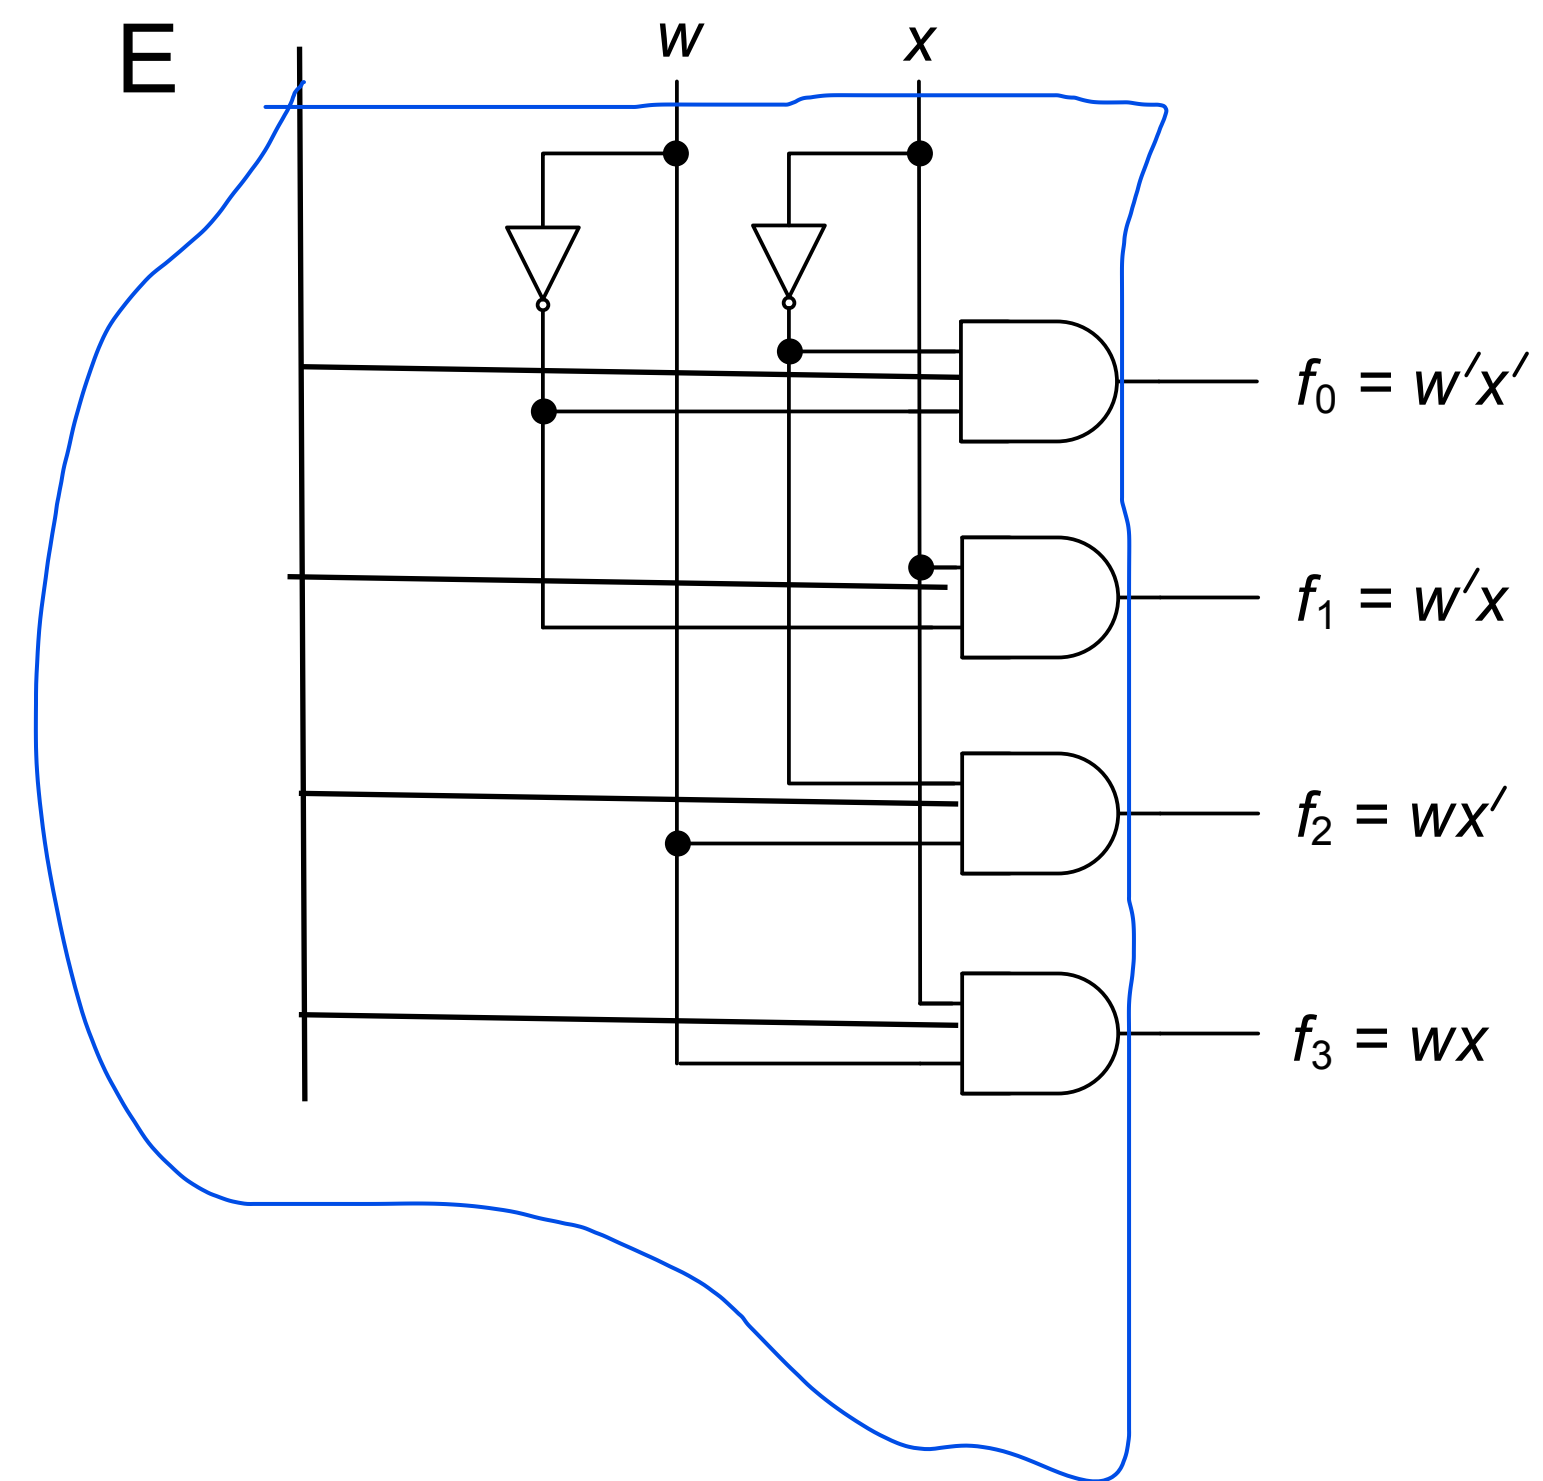 E w x
f₀ = w′x′
f₁ = w′x
f₂ = wx′
f₃ = wx